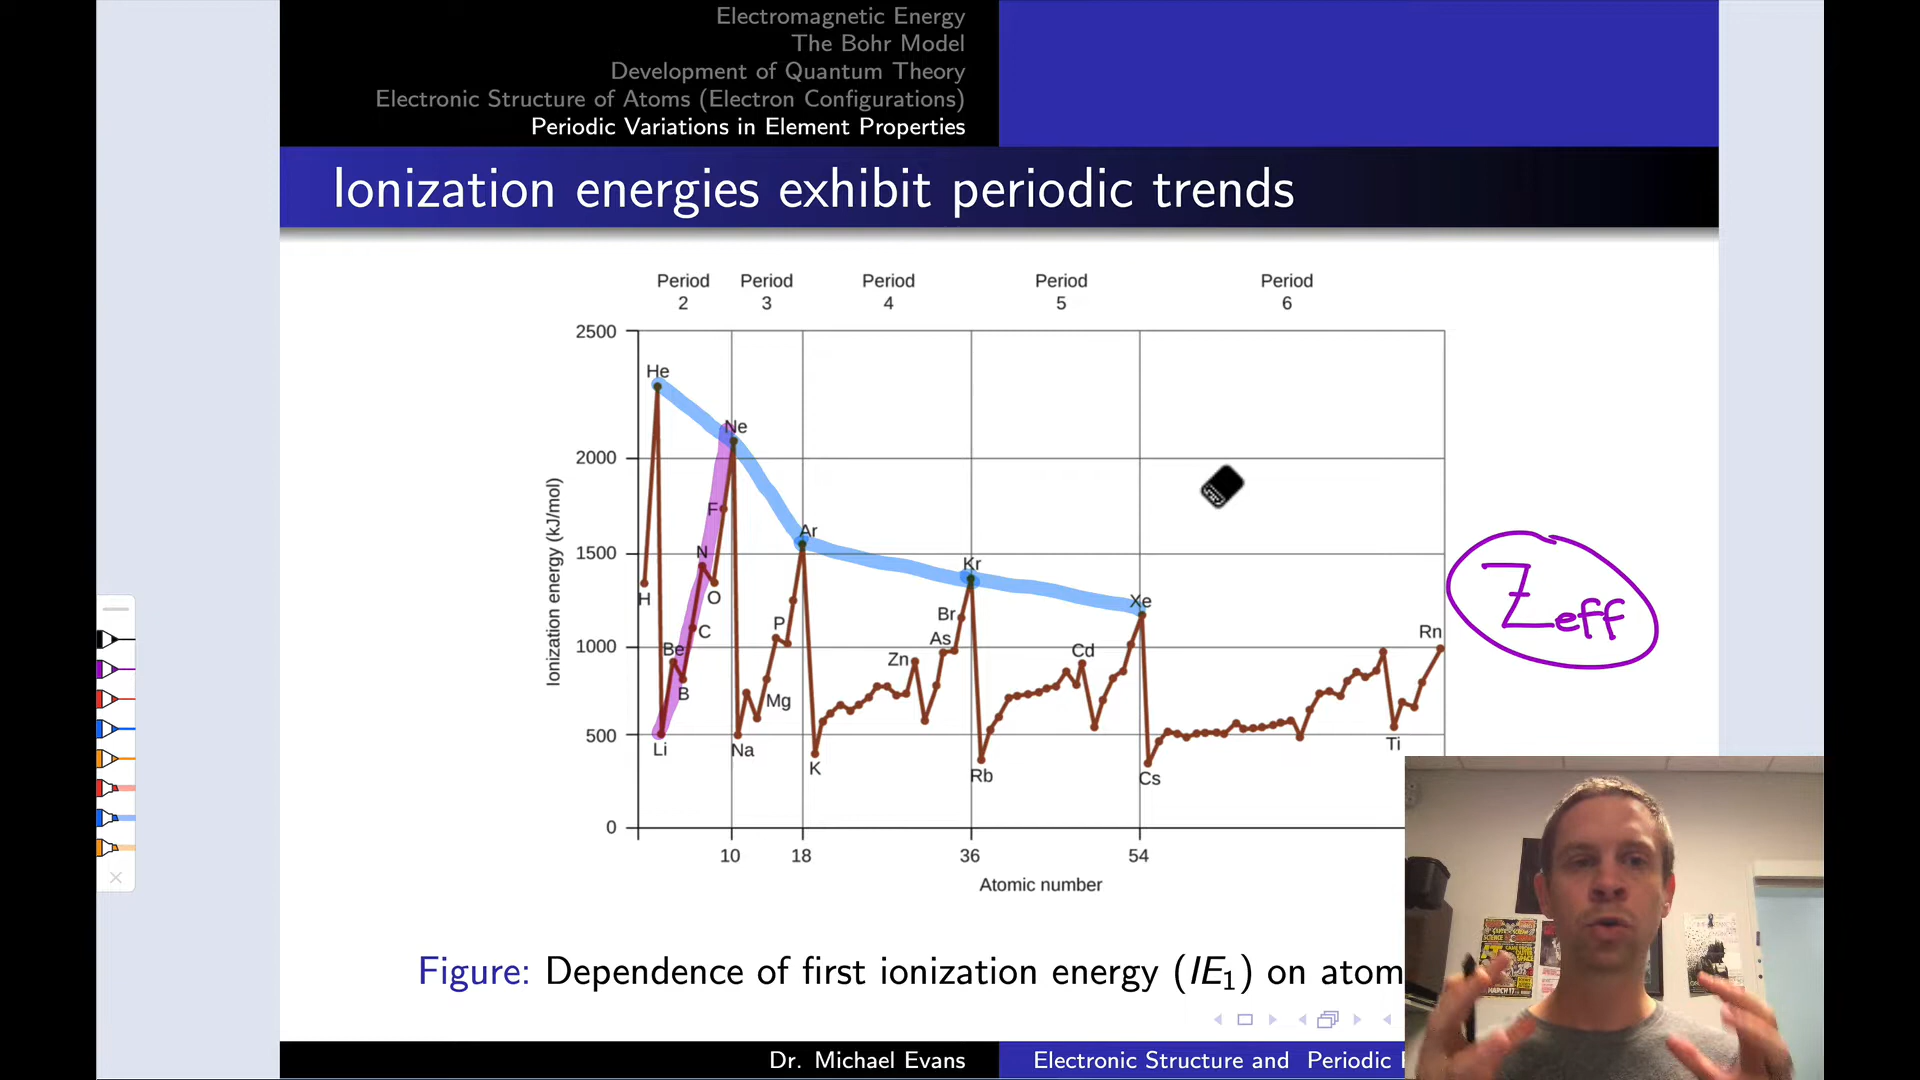 Electromagnetic Energy
The Bohr Model
Development of Quantum Theory
Electronic Structure of Atoms (Electron Configurations)
Periodic Variations in Element Properties
Ionization energies exhibit periodic trends
Period 2
Period 3
Period 4
Period 5
Period 6
2500
2000
1500
1000
500
0
Ionization energy (kJ/mol)
He
Ne
F
N
O
H
C
Be
B
Li
Ar
P
Mg
Na
K
Kr
Br
As
Zn
Rb
Xe
Cd
Cs
Rn
Ti
Zeff
10
18
36
54
Atomic number
Figure: Dependence of first ionization energy (IE1) on atom
Dr. Michael Evans
Electronic Structure and Periodic